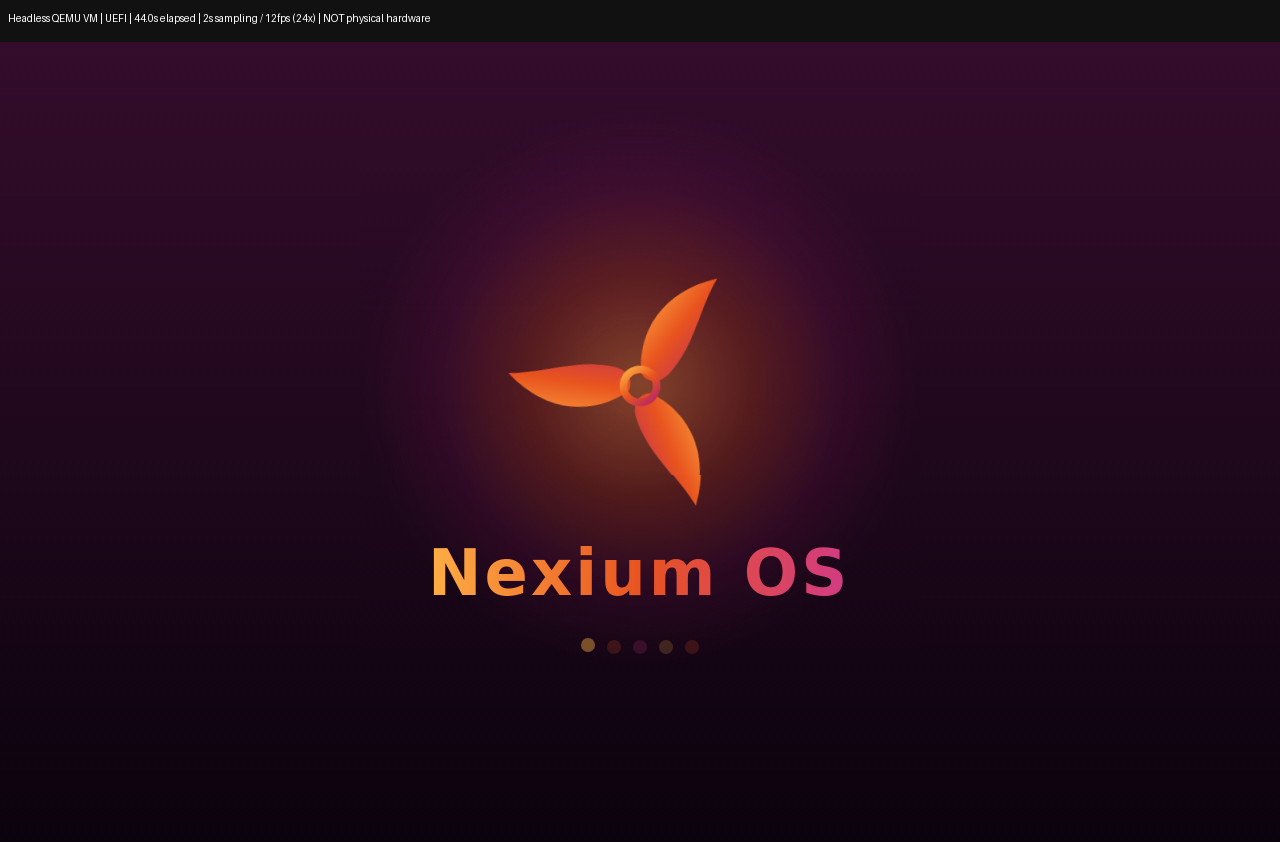 Headless QEMU VM | UEFI | 44.0s elapsed | 2s sampling / 12fps (24x) | NOT physical hardware
Nexium OS